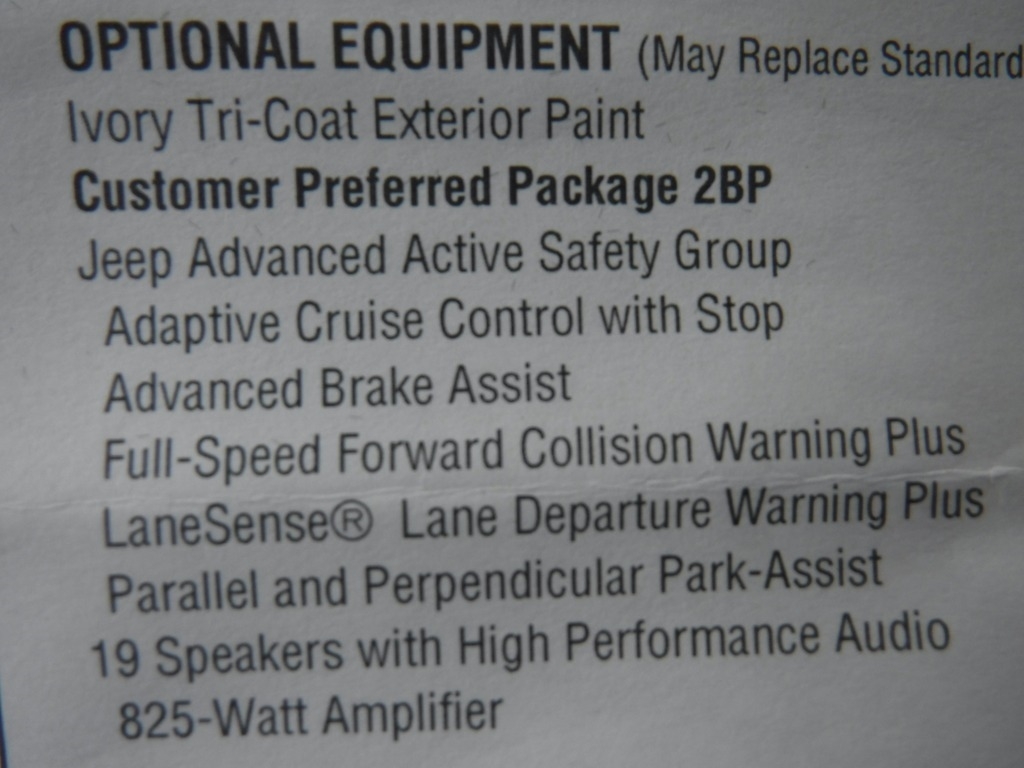 OPTIONAL EQUIPMENT (May Replace Standard
Ivory Tri-Coat Exterior Paint
Customer Preferred Package 2BP
Jeep Advanced Active Safety Group
Adaptive Cruise Control with Stop
Advanced Brake Assist
Full-Speed Forward Collision Warning Plus
LaneSense® Lane Departure Warning Plus
Parallel and Perpendicular Park-Assist
19 Speakers with High Performance Audio
825-Watt Amplifier